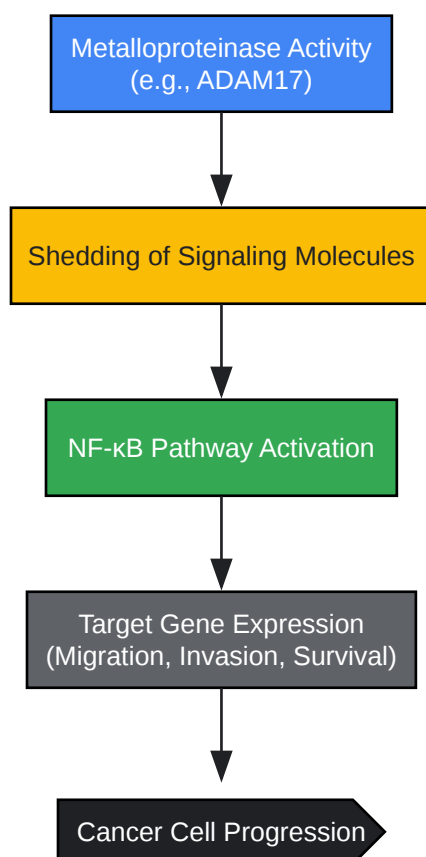 Metalloproteinase Activity
(e.g., ADAM17)
Shedding of Signaling Molecules
NF-κB Pathway Activation
Target Gene Expression
(Migration, Invasion, Survival)
Cancer Cell Progression